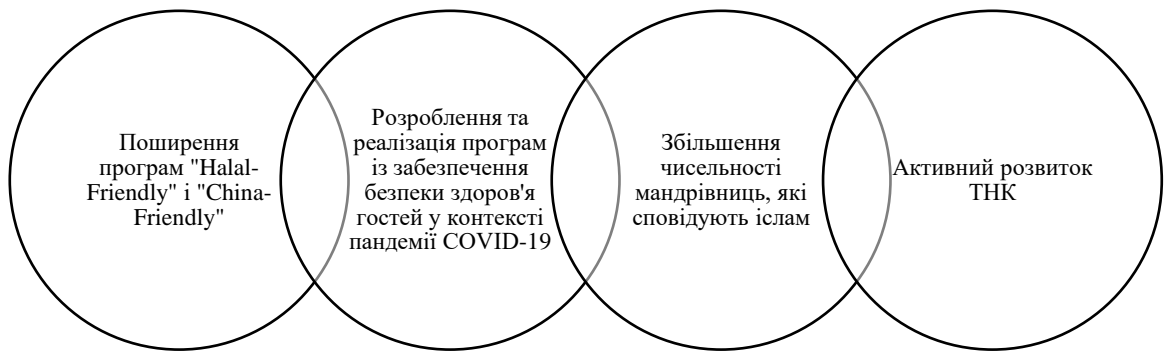 Поширення
програм "Halal-
Friendly" і "China-
Friendly"
Розроблення та
реалізація програм
із забезпечення
безпеки здоров'я
гостей у контексті
пандемії COVID-19
Збільшення
чисельності
мандрівниць, які
сповідують іслам
Активний розвиток
ТНК